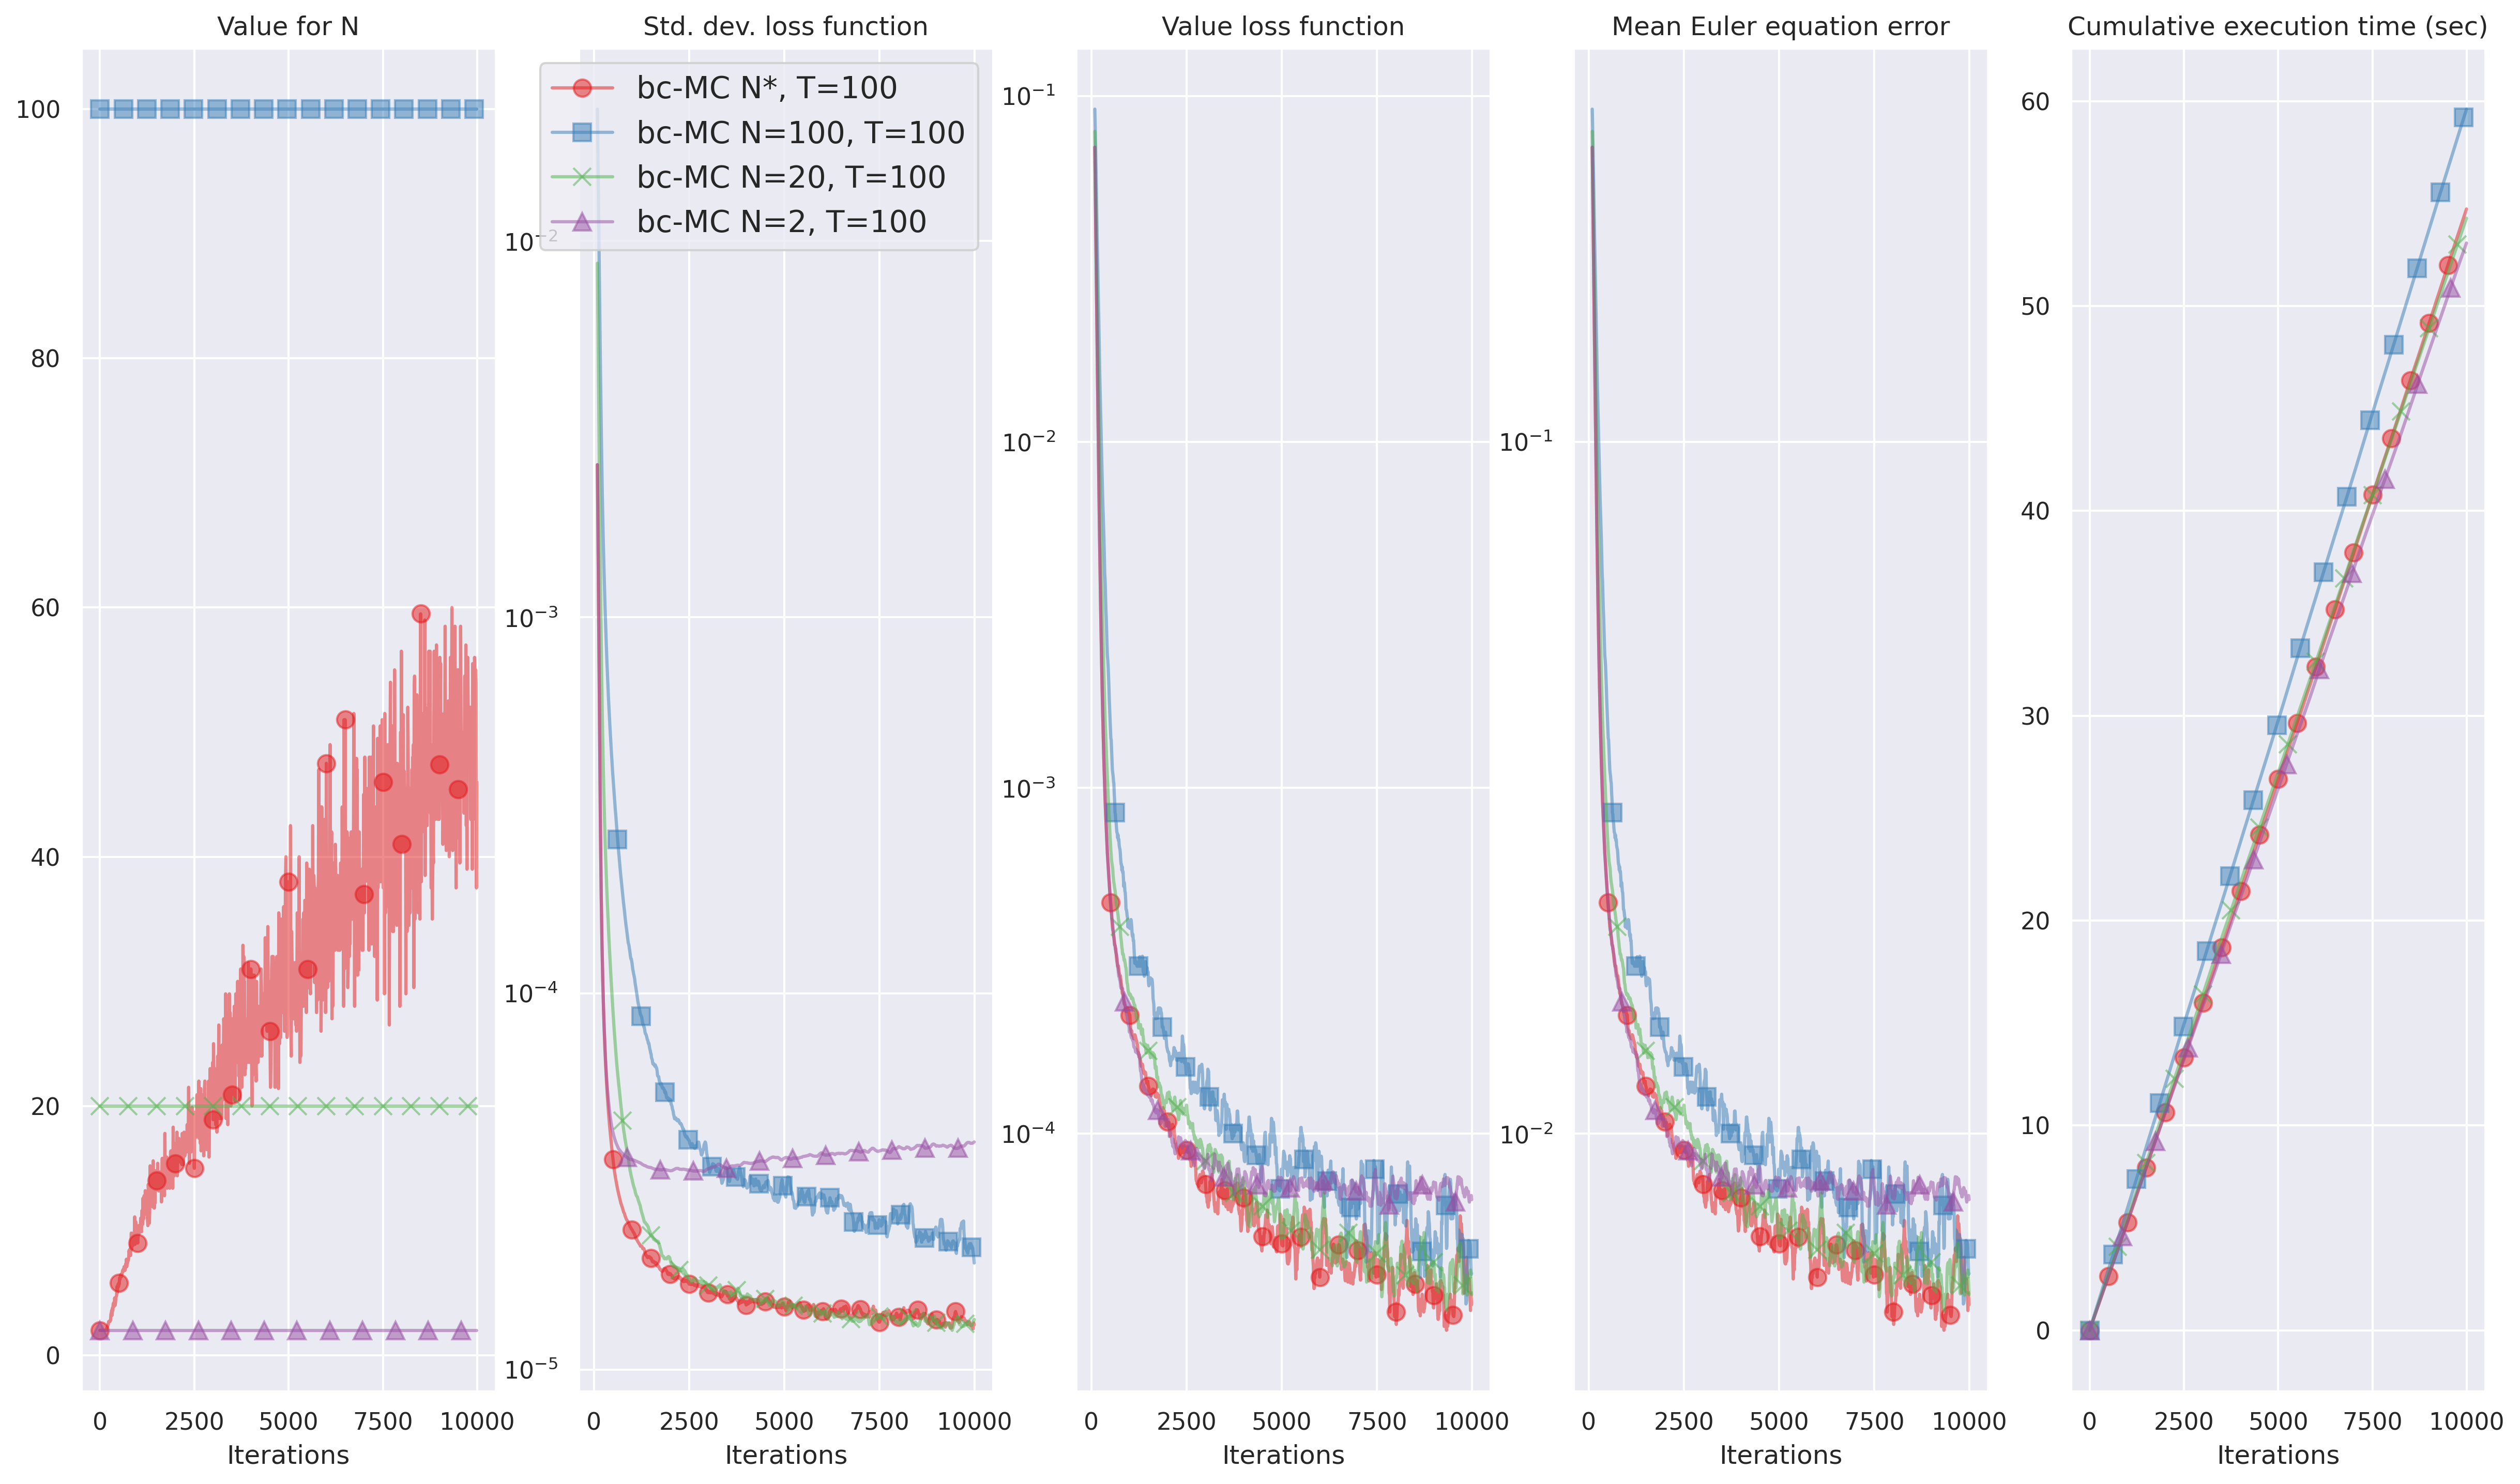 Value for N
100
80
60
40
20
0
0 2500 5000 7500 10000
Iterations
Std. dev. loss function
bc-MC N*, T=100
bc-MC N=100, T=100
bc-MC N=20, T=100
bc-MC N=2, T=100
10⁻²
10⁻³
10⁻⁴
10⁻⁵
0 2500 5000 7500 10000
Iterations
Value loss function
10⁻¹
10⁻²
10⁻³
10⁻⁴
0 2500 5000 7500 10000
Iterations
Mean Euler equation error
10⁻¹
10⁻²
0 2500 5000 7500 10000
Iterations
Cumulative execution time (sec)
60
50
40
30
20
10
0
0 2500 5000 7500 10000
Iterations